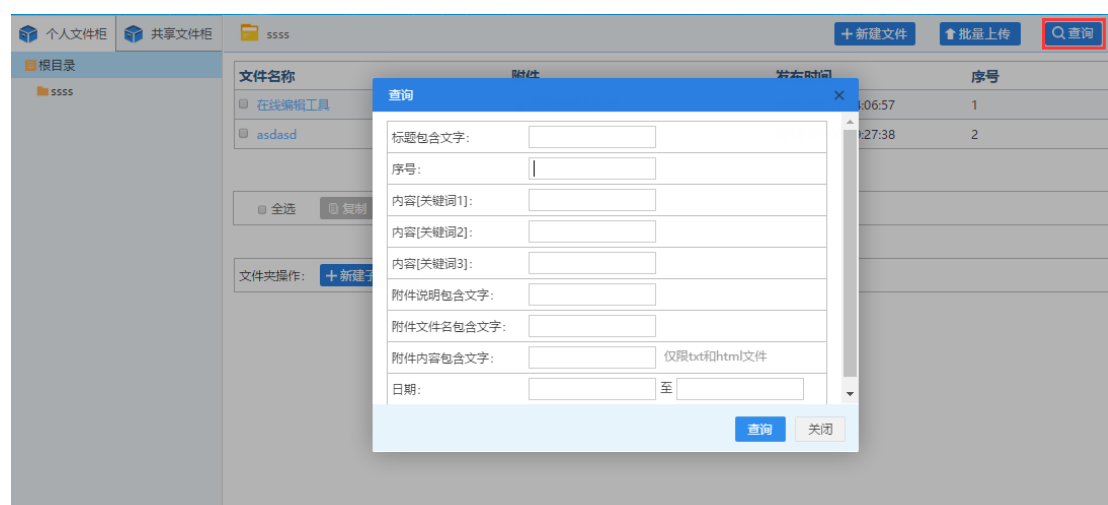 个人文件柜 共享文件柜 ssss 新建文件 批量上传 查询
根目录
ssss
文件名称 附件 发布时间 序号
在线编辑工具 :06:57 1
asdasd :27:38 2
全选 复制
文件夹操作: 新建子
查询
标题包含文字:
序号:
内容[关键词1]:
内容[关键词2]:
内容[关键词3]:
附件说明包含文字:
附件文件名包含文字:
附件内容包含文字: 仅限txt和html文件
日期: 至
查询 关闭